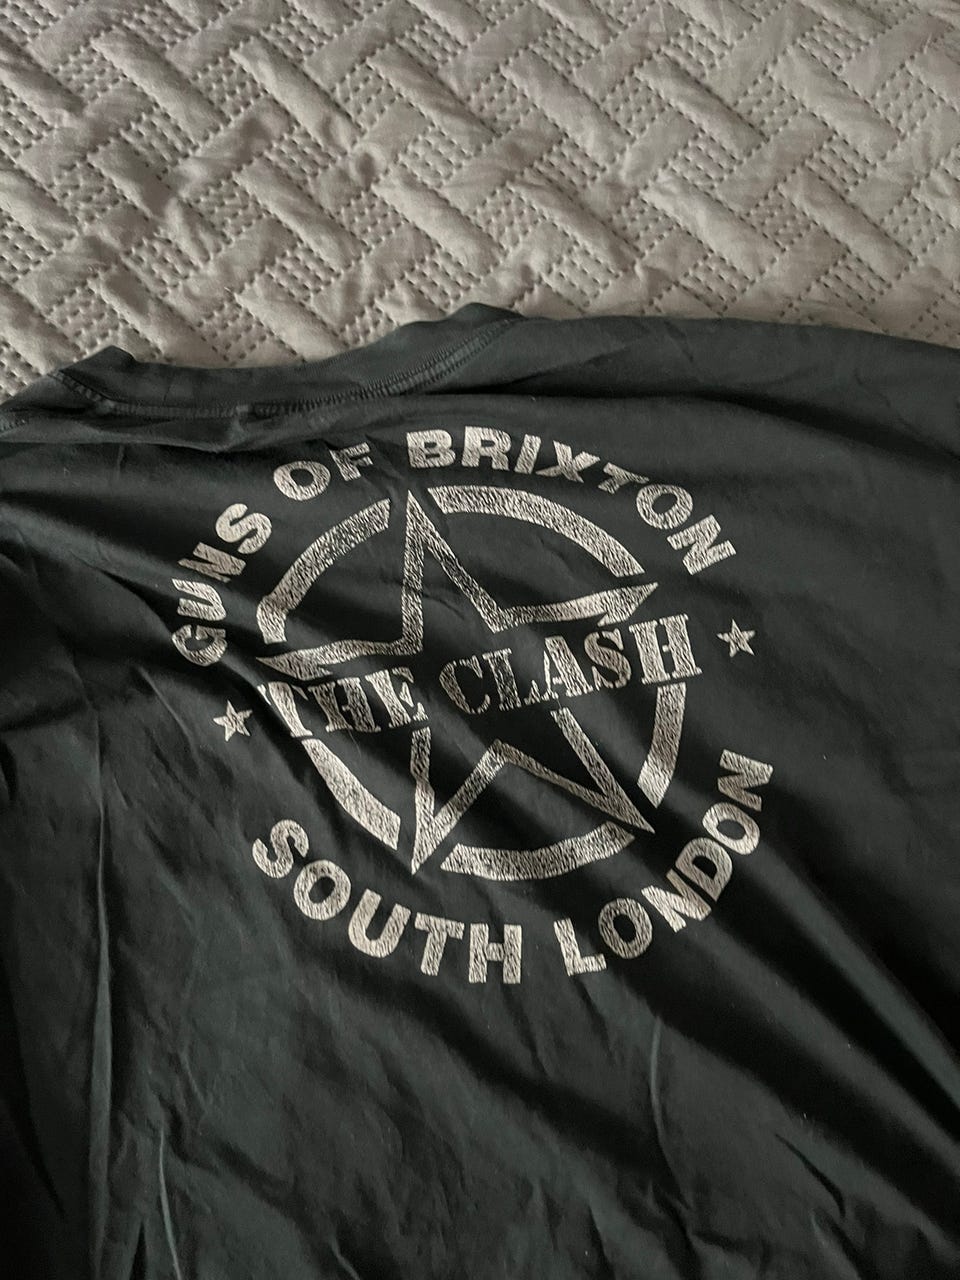 GUNS OF BRIXTON
THE CLASH
SOUTH LONDON